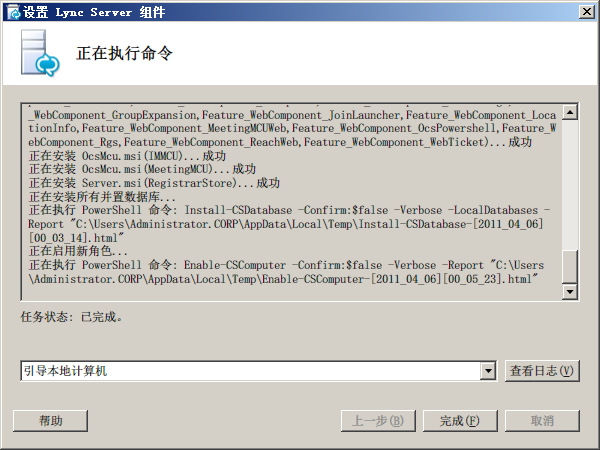 设置 Lync Server 组件
正在执行命令
_WebComponent_GroupExpansion,Feature_WebComponent_JoinLauncher,Feature_WebComponent_Loca
tionInfo,Feature_WebComponent_MeetingMCUWeb,Feature_WebComponent_OcsPowershell,Feature_W
ebComponent_Rgs,Feature_WebComponent_ReachWeb,Feature_WebComponent_WebTicket)...成功
正在安装 OcsMcu.msi(IMMCU)...成功
正在安装 OcsMcu.msi(MeetingMCU)...成功
正在安装 Server.msi(RegistrarStore)...成功
正在安装所有并置数据库...
正在执行 PowerShell 命令: Install-CSDatabase -Confirm:$false -Verbose -LocalDatabases -
Report "C:\Users\Administrator.CORP\AppData\Local\Temp\Install-CSDatabase-[2011_04_06]
[00_03_14].html"
正在启用新角色...
正在执行 PowerShell 命令: Enable-CSComputer -Confirm:$false -Verbose -Report "C:\Users
\Administrator.CORP\AppData\Local\Temp\Enable-CSComputer-[2011_04_06][00_05_23].html"
任务状态: 已完成。
引导本地计算机
查看日志(V)
帮助
上一步(B)
完成(F)
取消